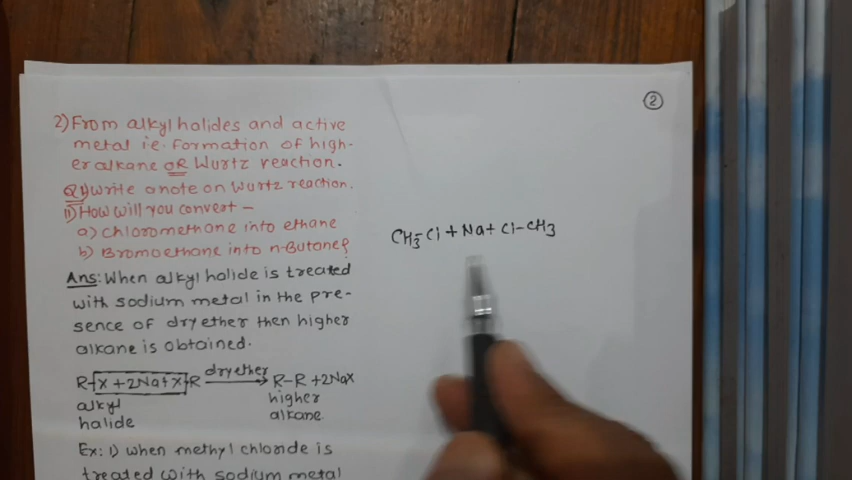 ②
2) From alkyl halides and active
metal i.e. formation of high-
er alkane OR Wurtz reaction.
Q.I) Write a note on Wurtz reaction.
II) How will you convert –
a) chloromethane into ethane
b) Bromoethane into n-Butane?
Ans: When alkyl halide is treated
with sodium metal in the pre-
sence of dry ether then higher
alkane is obtained.
R-X + 2Na + X-R dry ether → R-R + 2NaX
alkyl halide
higher alkane
Ex: 1) when methyl chloride is
treated with sodium metal
CH3-Cl + Na + Cl-CH3